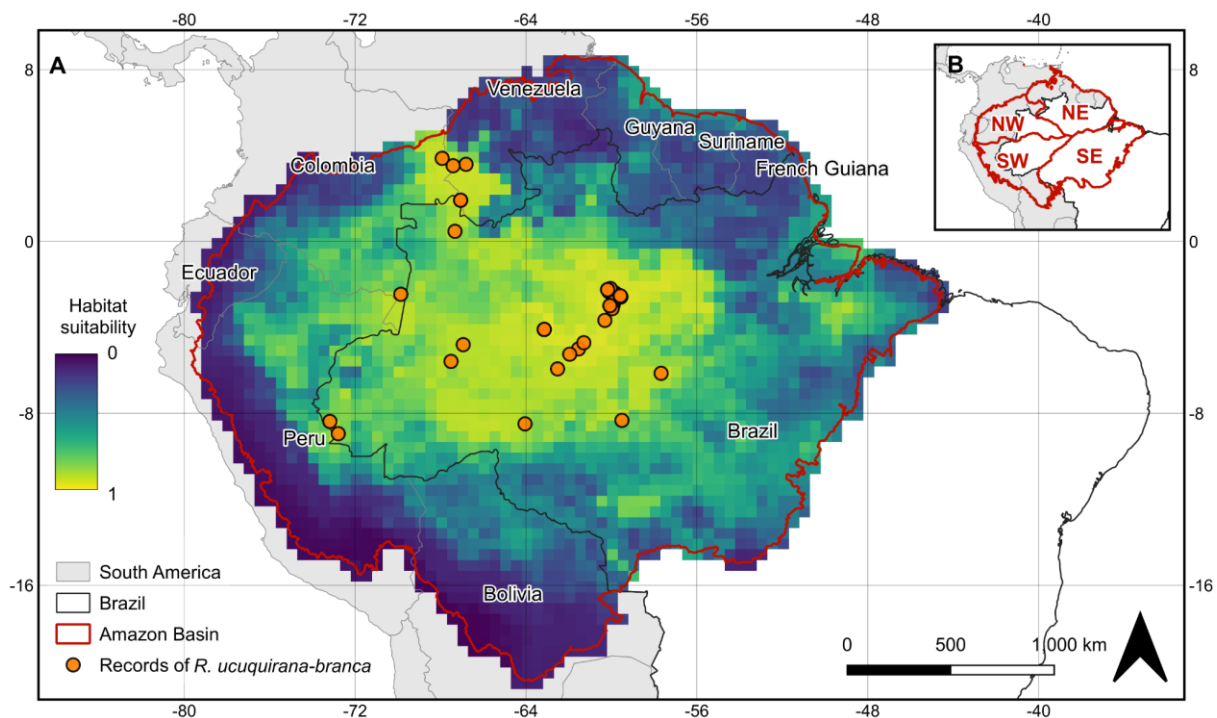 -80 -72 -64 -56 -48 -40
8 A B 8
Venezuela
NW NE
Guyana
Suriname
SW SE
Colombia
French Guiana
0 0
Ecuador
Habitat
suitability
0
-8 -8
Brazil
Peru
1
South America
-16 Bolivia -16
Brazil
Amazon Basin
0 500 1 000 km
Records of R. ucuquirana-branca
-80 -72 -64 -56 -48 -40